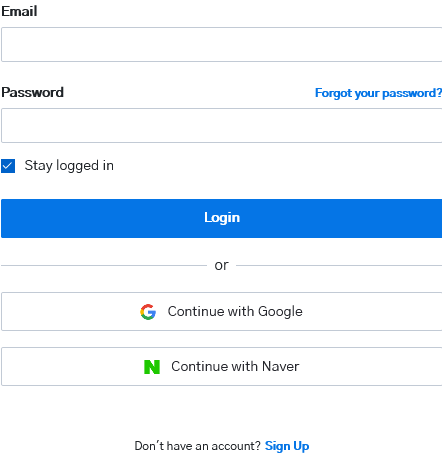 Email
Password Forgot your password?
Stay logged in
Login
or
Continue with Google
Continue with Naver
Don't have an account? Sign Up